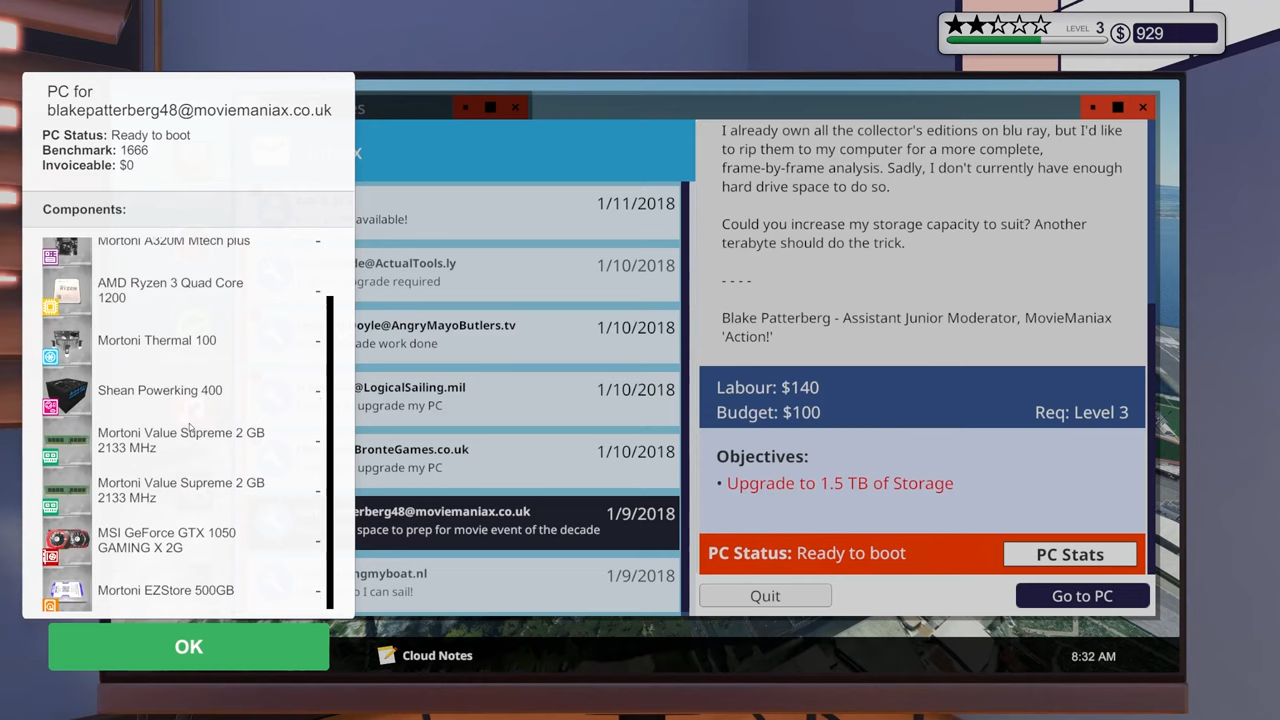 LEVEL 3 $ 929
PC for
blakepatterberg48@moviemaniax.co.uk
PC Status: Ready to boot
Benchmark: 1666
Invoiceable: $0
Components:
Mortoni A320M Mtech plus -
AMD Ryzen 3 Quad Core
1200 -
Mortoni Thermal 100 -
Shean Powerking 400 -
Mortoni Value Supreme 2 GB
2133 MHz -
Mortoni Value Supreme 2 GB
2133 MHz -
MSI GeForce GTX 1050
GAMING X 2G -
Mortoni EZStore 500GB -
OK
1/11/2018
available!
de@ActualTools.ly 1/10/2018
grade required
oyle@AngryMayoButlers.tv 1/10/2018
ade work done
@LogicalSailing.mil 1/10/2018
upgrade my PC
BronteGames.co.uk 1/10/2018
upgrade my PC
erberg48@moviemaniax.co.uk 1/9/2018
space to prep for movie event of the decade
ngmyboat.nl 1/9/2018
I can sail!
I already own all the collector's editions on blu ray, but I'd like
to rip them to my computer for a more complete,
frame-by-frame analysis. Sadly, I don't currently have enough
hard drive space to do so.
Could you increase my storage capacity to suit? Another
terabyte should do the trick.
- - - -
Blake Patterberg - Assistant Junior Moderator, MovieManiax
'Action!'
Labour: $140
Budget: $100 Req: Level 3
Objectives:
• Upgrade to 1.5 TB of Storage
PC Status: Ready to boot PC Stats
Quit Go to PC
Cloud Notes 8:32 AM